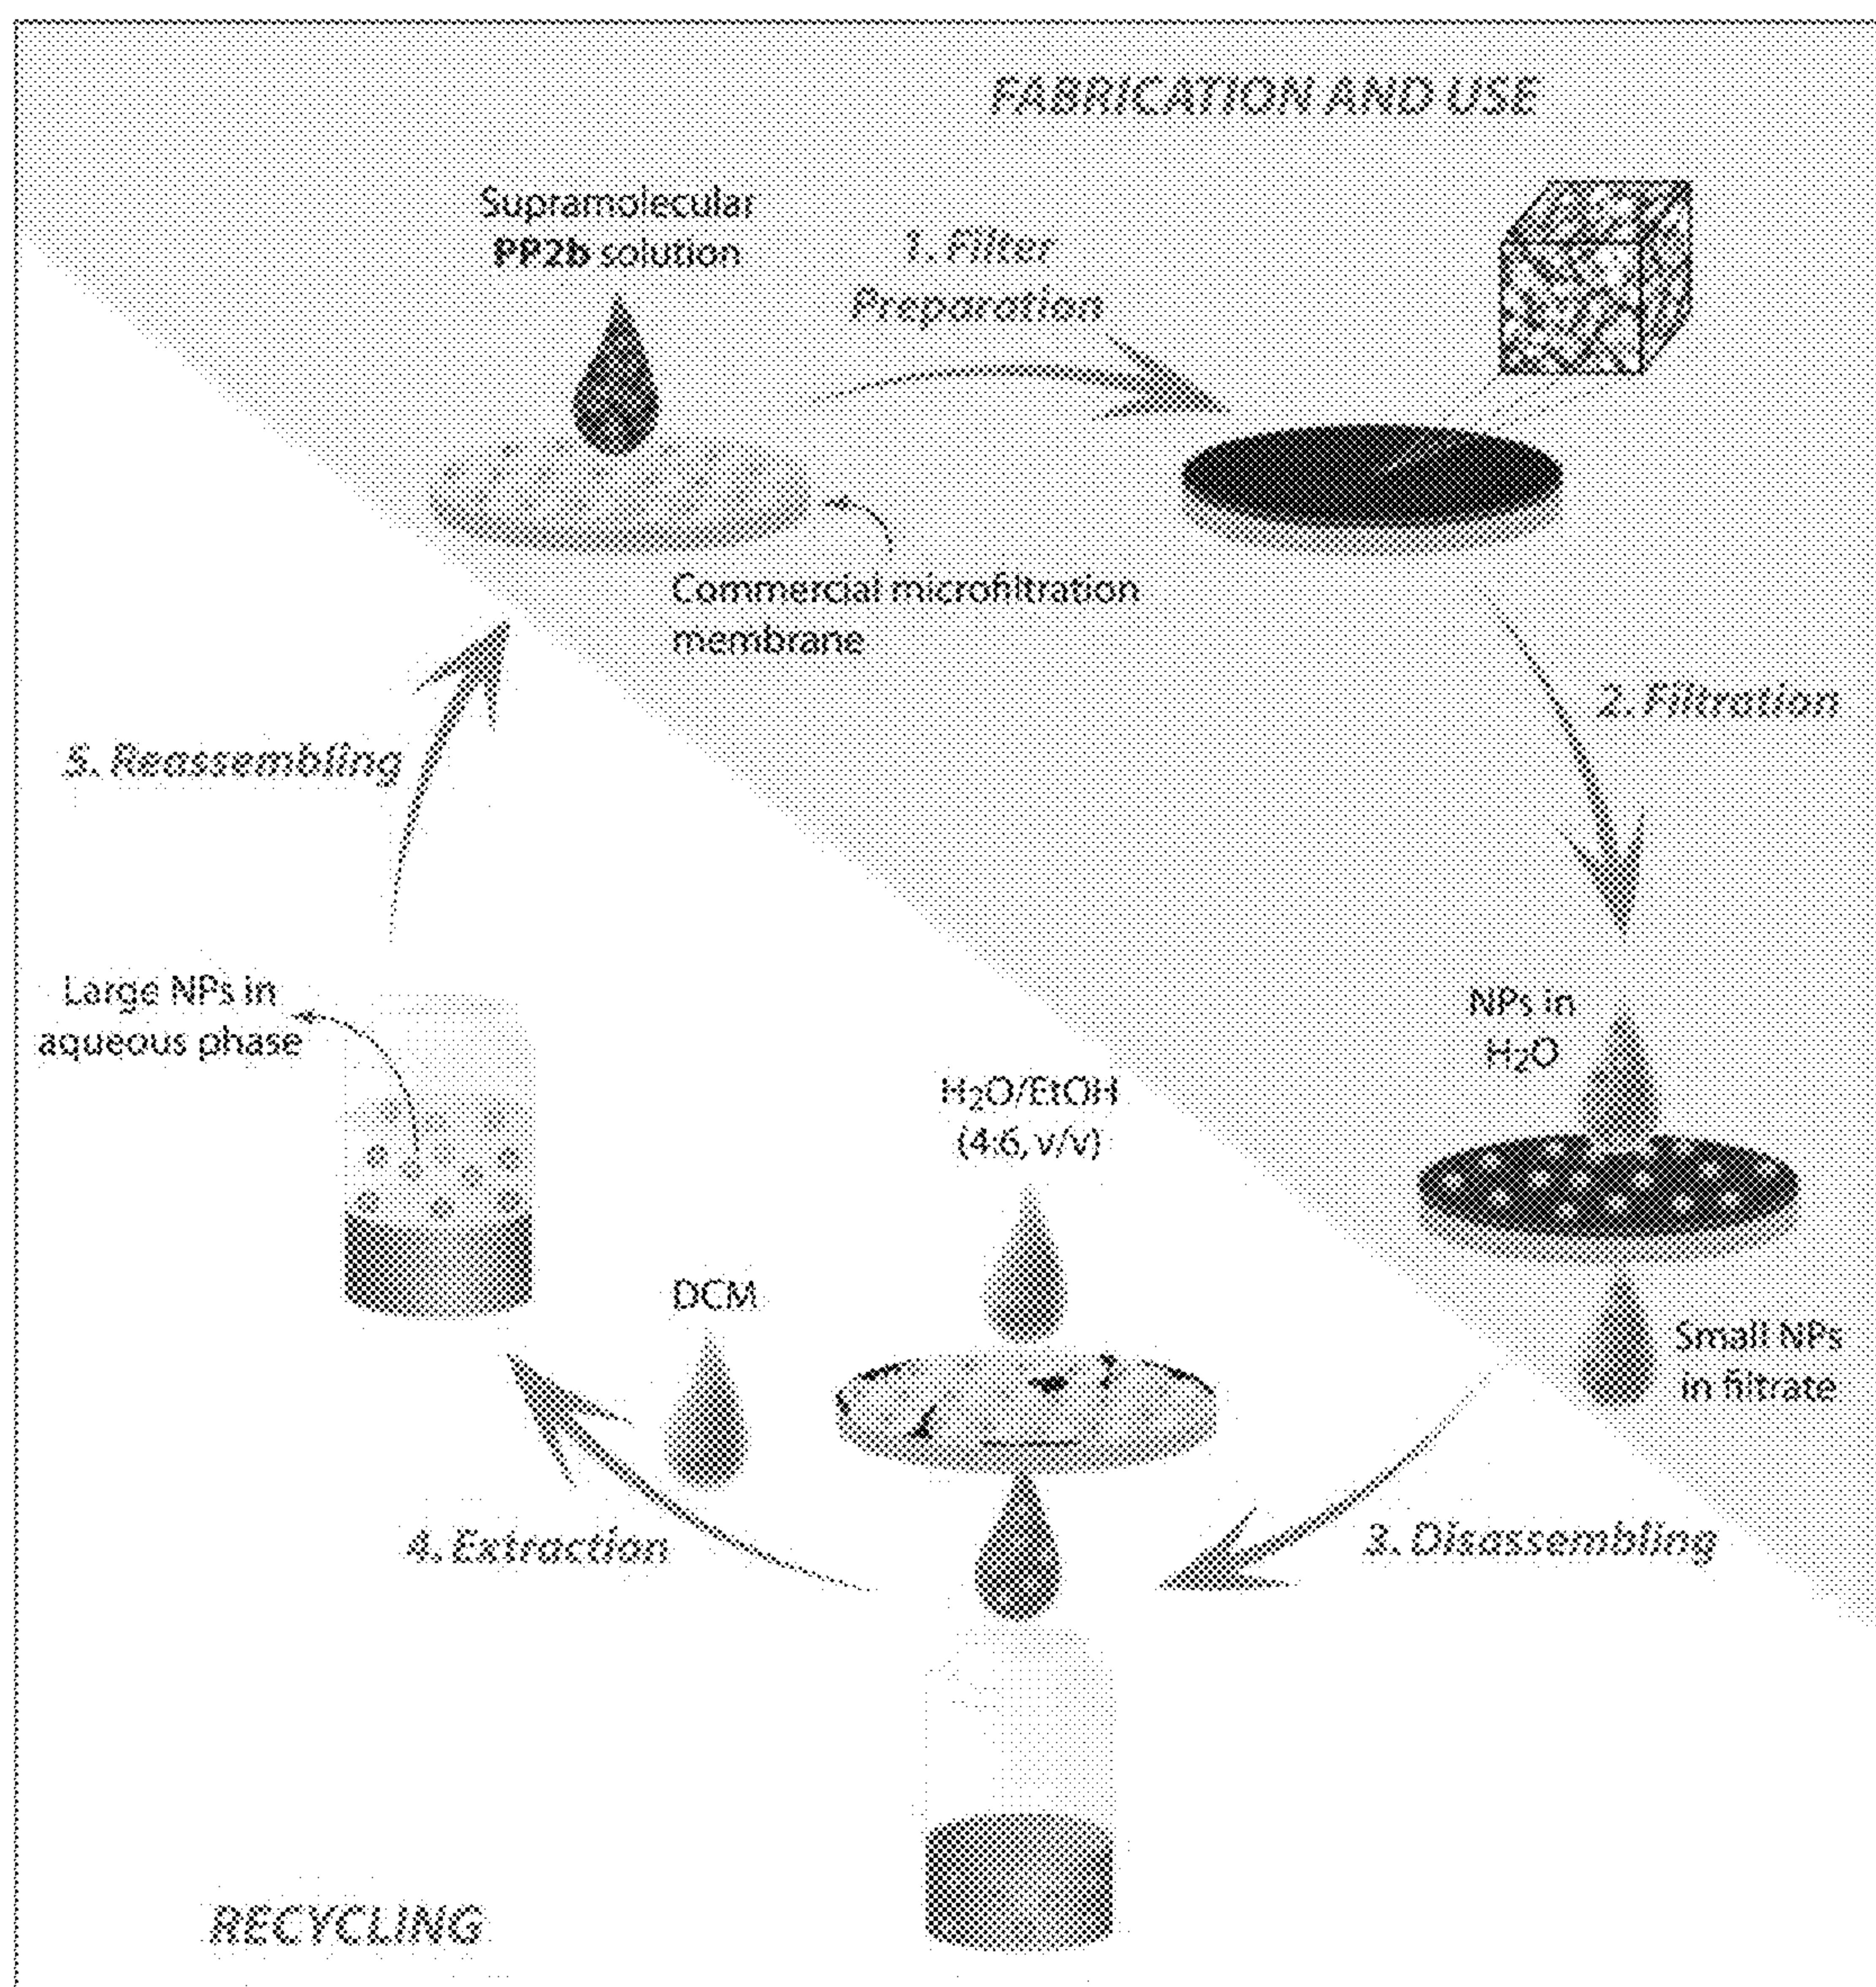 FABRICATION AND USE
Supramolecular
PP2b solution
1. Filter
Preparation
Commercial microfiltration
membrane
2. Filtration
5. Reassembling
Large NPs in
aqueous phase
NPs in
H₂O
H₂O/EtOH
(4:6, v/v)
DCM
Small NPs
in filtrate
4. Extraction
3. Disassembling
RECYCLING